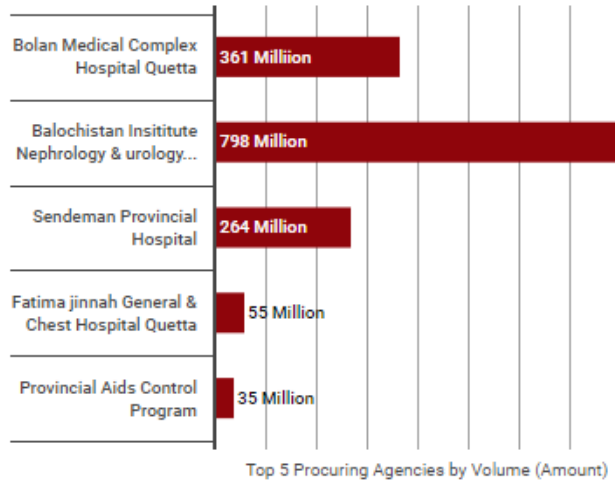 Bolan Medical Complex
Hospital Quetta
361 Milliion
Balochistan Insititute
Nephrology & urology...
798 Million
Sendeman Provincial
Hospital
264 Million
Fatima jinnah General &
Chest Hospital Quetta
55 Million
Provincial Aids Control
Program
35 Million
Top 5 Procuring Agencies by Volume (Amount)